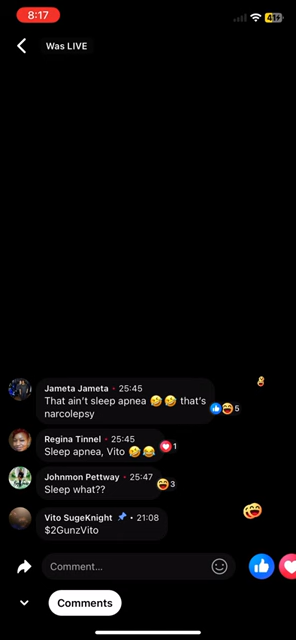 8:17
41
Was LIVE
Jameta Jameta • 25:45
That ain't sleep apnea 🤣🤣 that's
narcolepsy
5
Regina Tinnel • 25:45
Sleep apnea, Vito 🤣😂
1
Johnmon Pettway • 25:47
Sleep what??
3
Vito SugeKnight 📌 • 21:08
$2GunzVito
Comment...
Comments